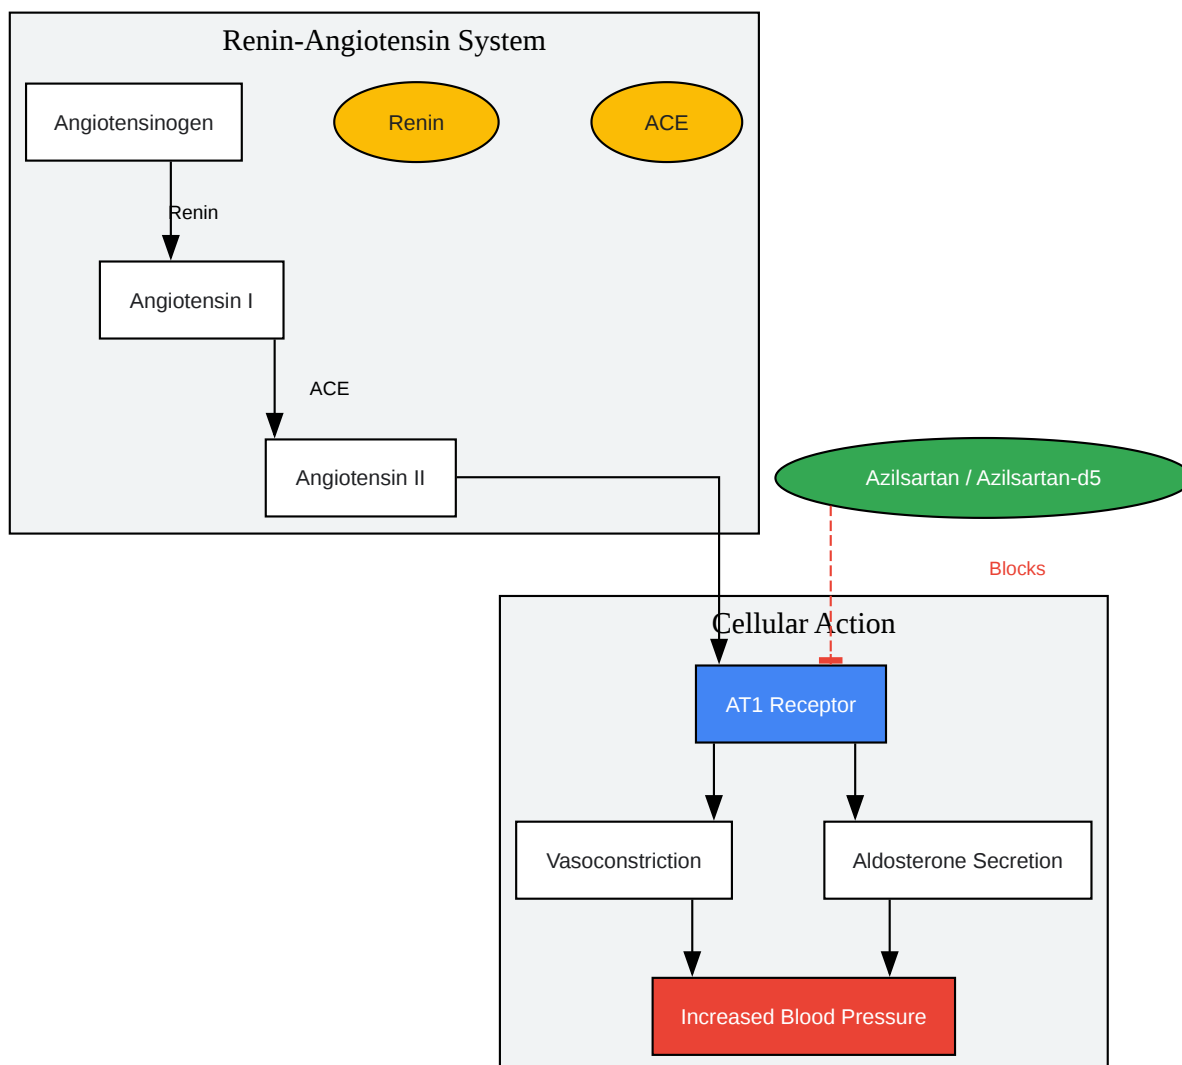 Renin-Angiotensin System
Angiotensinogen
Renin
ACE
Renin
Angiotensin I
ACE
Angiotensin II
Azilsartan / Azilsartan-d5
Blocks
Cellular Action
AT1 Receptor
Vasoconstriction
Aldosterone Secretion
Increased Blood Pressure